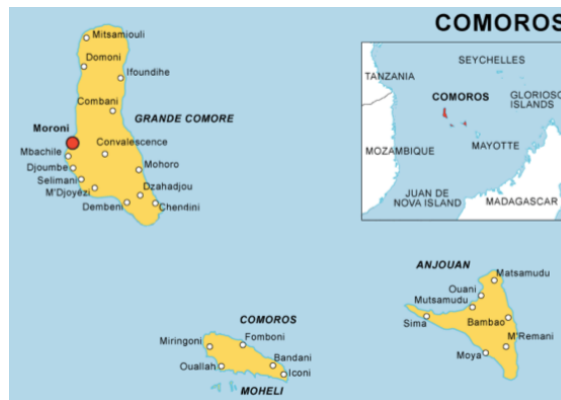 COMOROS
Mitsamiouli
Domoni
Ifoundihe
Combani
GRANDE COMORE
Moroni
Convalescence
Mbachile
Djoumbe
Mohoro
Selimani
M'Djoyézi
Dzahadjou
Dembeni
Chendini
SEYCHELLES
TANZANIA
COMOROS
GLORIOSO
ISLANDS
MOZAMBIQUE
MAYOTTE
JUAN DE
NOVA ISLAND
MADAGASCAR
ANJOUAN
Matsamudu
Ouani
Mutsamudu
Sima
Bambao
M'Remani
Moya
COMOROS
Fomboni
Miringoni
Bandani
Ouallah
Iconi
MOHELI